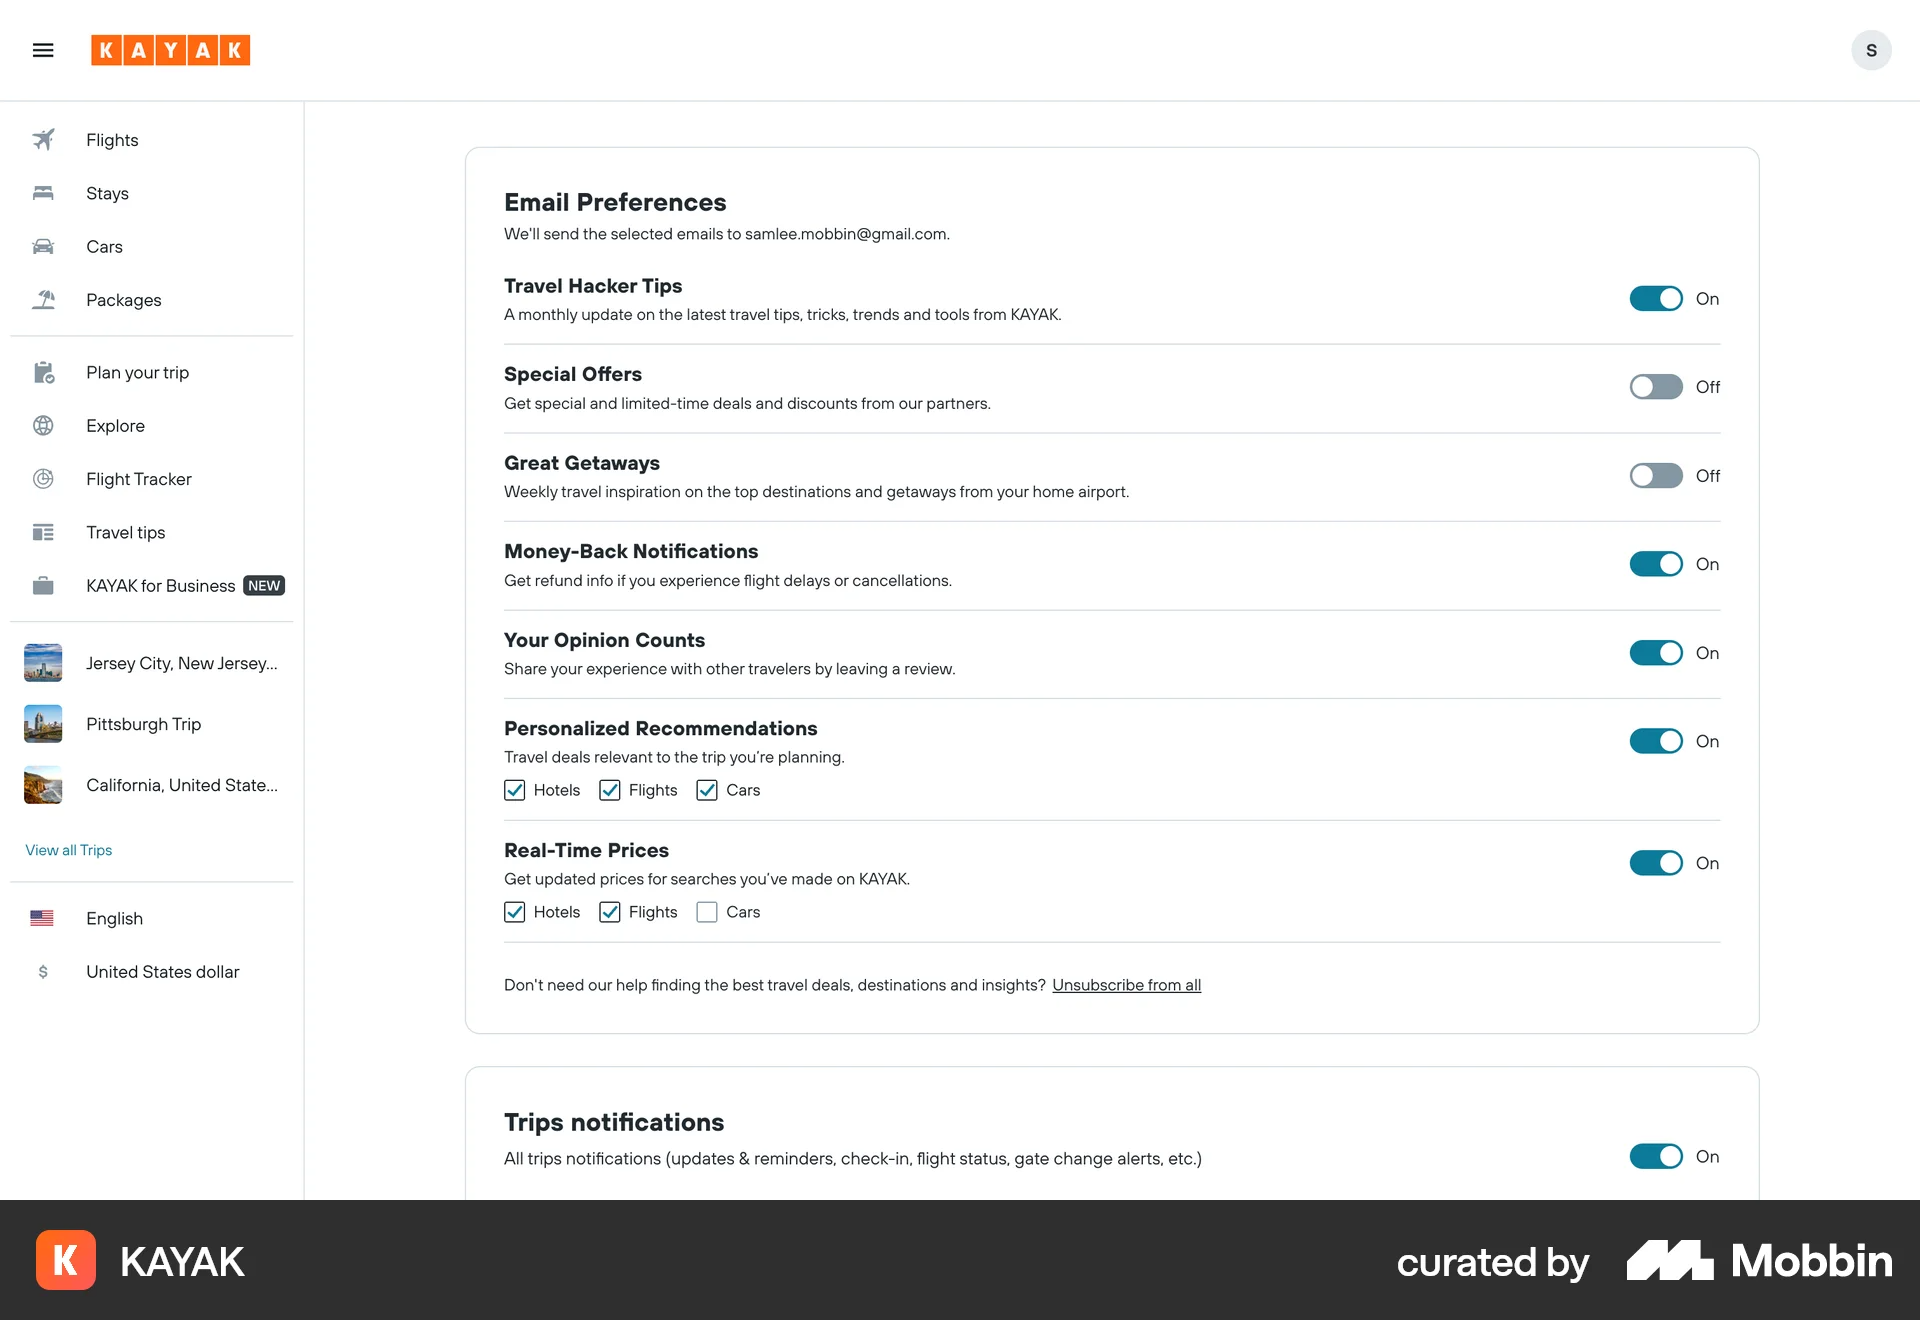 KAYAK
S
Flights
Stays
Cars
Packages
Plan your trip
Explore
Flight Tracker
Travel tips
KAYAK for Business NEW
Jersey City, New Jersey...
Pittsburgh Trip
California, United State...
View all Trips
English
$ United States dollar
Email Preferences
We'll send the selected emails to samlee.mobbin@gmail.com.
Travel Hacker Tips
A monthly update on the latest travel tips, tricks, trends and tools from KAYAK.
On
Special Offers
Get special and limited-time deals and discounts from our partners.
Off
Great Getaways
Weekly travel inspiration on the top destinations and getaways from your home airport.
Off
Money-Back Notifications
Get refund info if you experience flight delays or cancellations.
On
Your Opinion Counts
Share your experience with other travelers by leaving a review.
On
Personalized Recommendations
Travel deals relevant to the trip you’re planning.
On
Hotels Flights Cars
Real-Time Prices
Get updated prices for searches you’ve made on KAYAK.
On
Hotels Flights Cars
Don't need our help finding the best travel deals, destinations and insights? Unsubscribe from all
Trips notifications
All trips notifications (updates & reminders, check-in, flight status, gate change alerts, etc.)
On
K KAYAK
curated by Mobbin